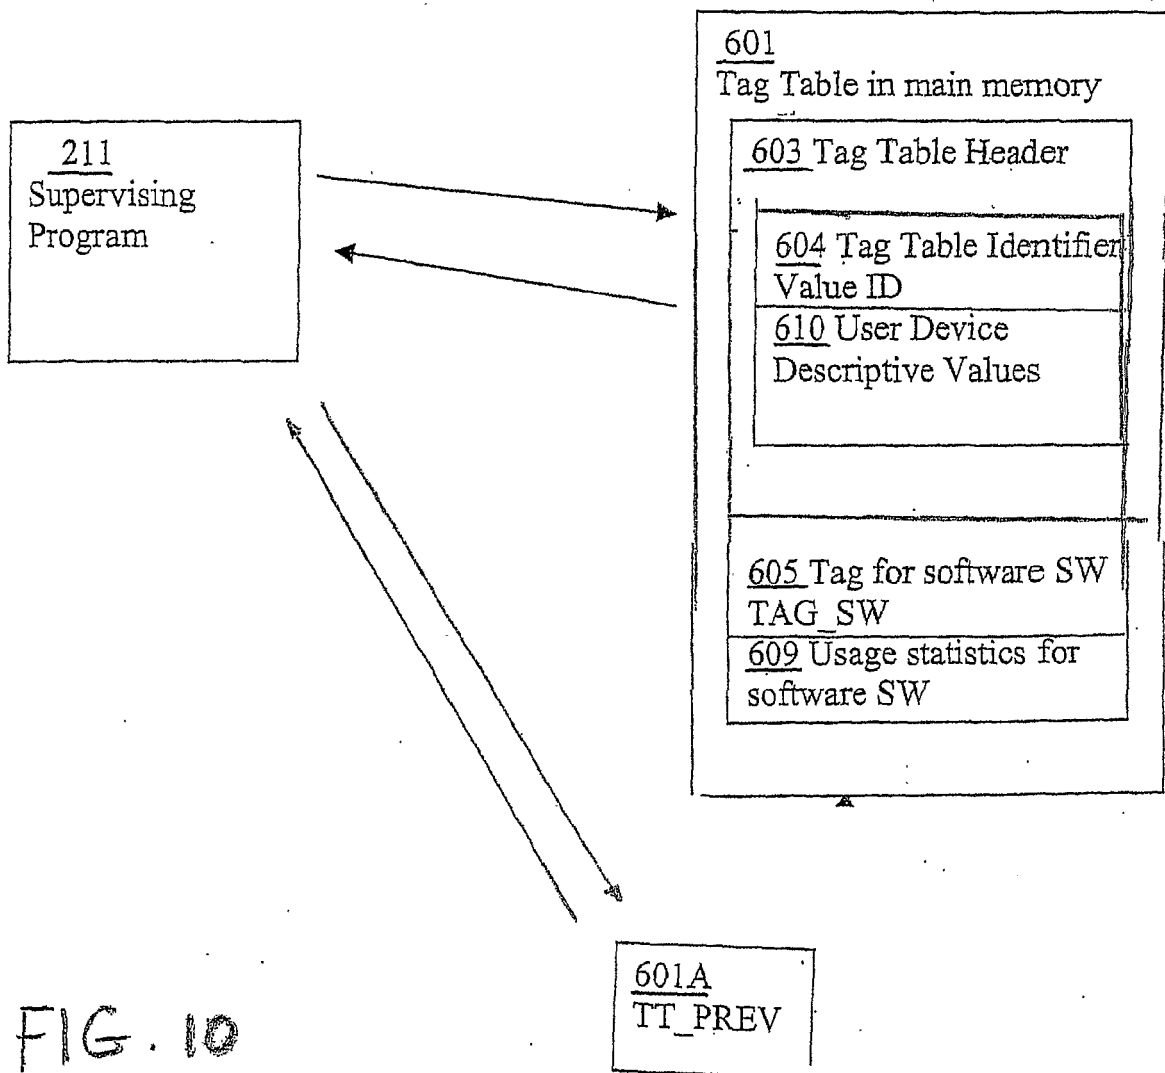 601
Tag Table in main memory
603 Tag Table Header
604 Tag Table Identifier
Value ID
610 User Device
Descriptive Values
605 Tag for software SW
TAG_SW
609 Usage statistics for
software SW
211
Supervising
Program
601A
TT_PREV
FIG. 10